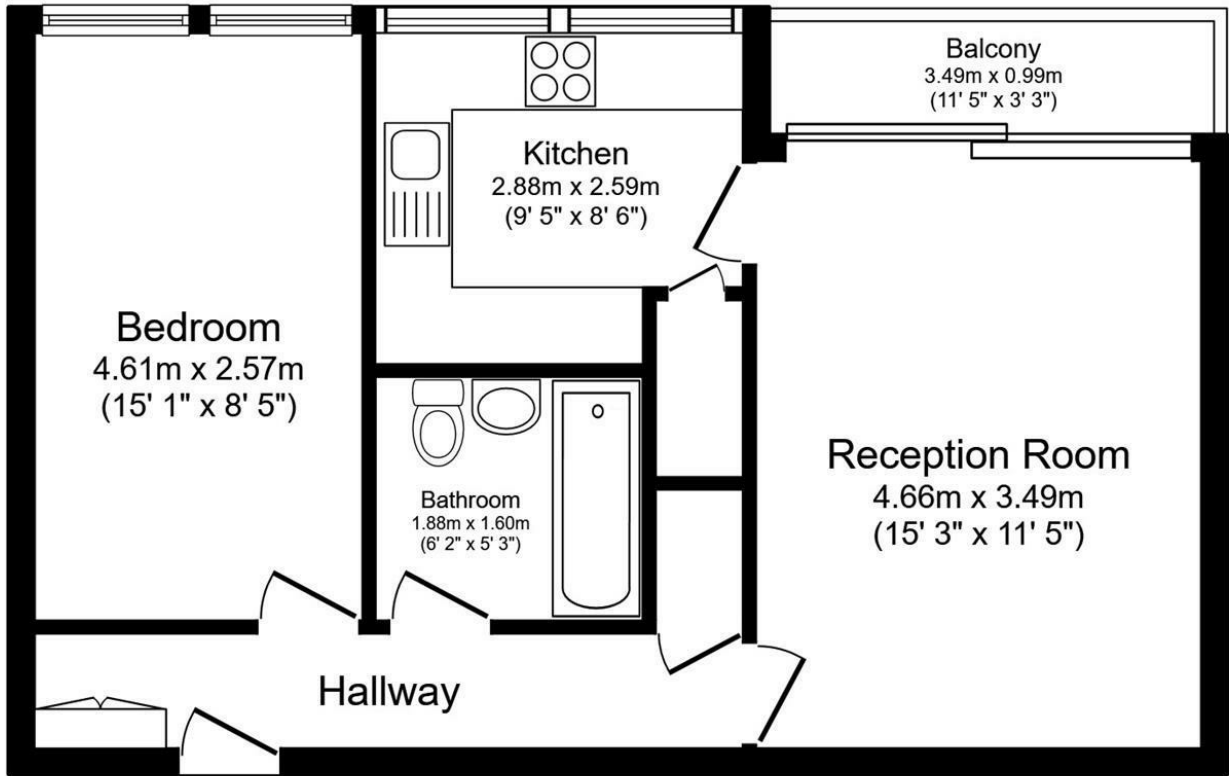 Balcony
3.49m x 0.99m
(11' 5" x 3' 3")
Kitchen
2.88m x 2.59m
(9' 5" x 8' 6")
Bedroom
4.61m x 2.57m
(15' 1" x 8' 5")
Reception Room
4.66m x 3.49m
(15' 3" x 11' 5")
Bathroom
1.88m x 1.60m
(6' 2" x 5' 3")
Hallway